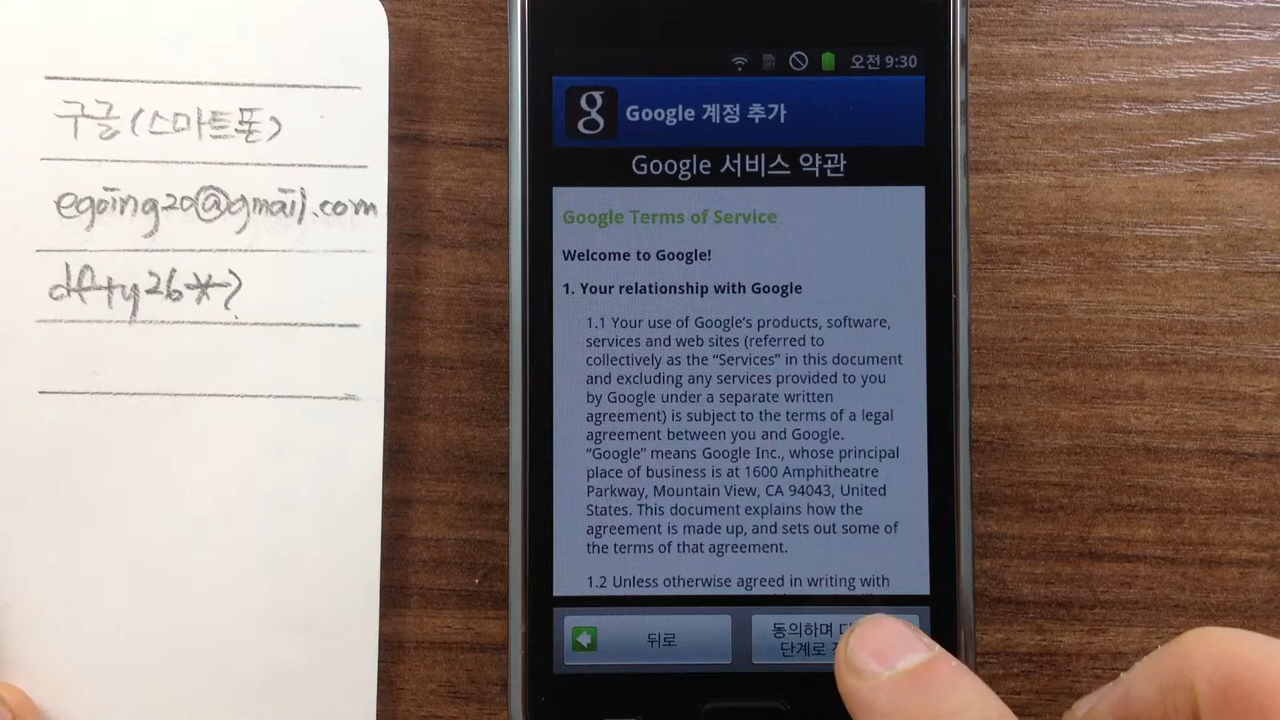 구글(스마트폰)
egoing20@gmail.com
dfty26*?
오전 9:30
g
Google 계정 추가
Google 서비스 약관
Google Terms of Service
Welcome to Google!
1. Your relationship with Google
1.1 Your use of Google's products, software,
services and web sites (referred to
collectively as the “Services” in this document
and excluding any services provided to you
by Google under a separate written
agreement) is subject to the terms of a legal
agreement between you and Google.
“Google” means Google Inc., whose principal
place of business is at 1600 Amphitheatre
Parkway, Mountain View, CA 94043, United
States. This document explains how the
agreement is made up, and sets out some of
the terms of that agreement.
1.2 Unless otherwise agreed in writing with
뒤로
동의하며
단계로